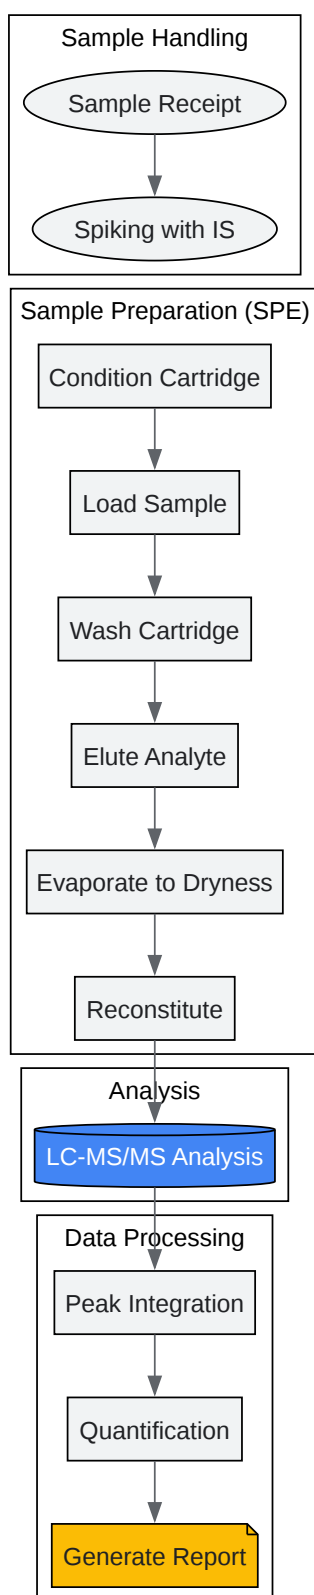 Sample Handling
Sample Receipt
Spiking with IS
Sample Preparation (SPE)
Condition Cartridge
Load Sample
Wash Cartridge
Elute Analyte
Evaporate to Dryness
Reconstitute
Analysis
LC-MS/MS Analysis
Data Processing
Peak Integration
Quantification
Generate Report